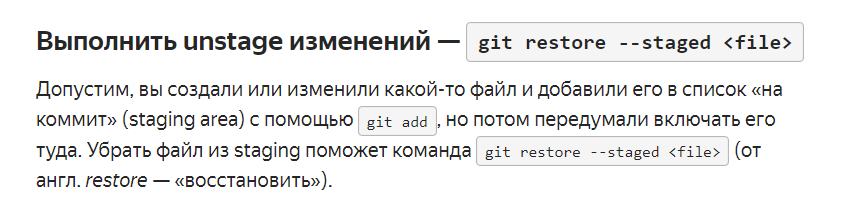 Выполнить unstage изменений — git restore --staged <file>
Допустим, вы создали или изменили какой-то файл и добавили его в список «на
коммит» (staging area) с помощью git add, но потом передумали включать его
туда. Убрать файл из staging поможет команда git restore --staged <file> (от
англ. restore — «восстановить»).